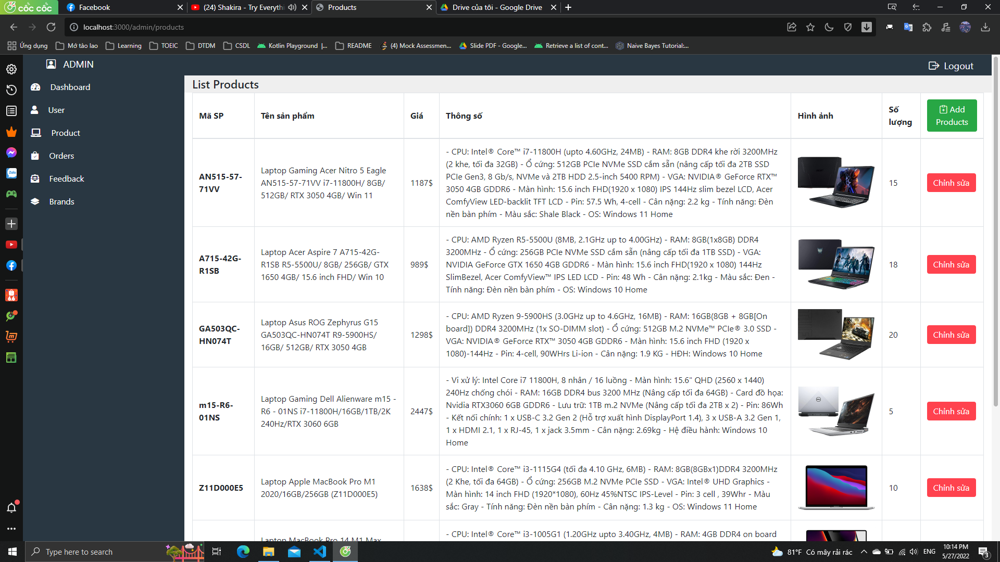 cốc cốc
Facebook
(24) Shakira - Try Everythi
Products
Drive của tôi - Google Drive
localhost:3000/admin/products
Ứng dụng
Mớ tào lao
Learning
TOEIC
DTDM
CSDL
Kotlin Playground |...
README
(4) Mock Assessmen...
Slide PDF - Google...
Retrieve a list of cont...
Naive Bayes Tutorial:...
ADMIN
Logout
Dashboard
User
Product
Orders
Feedback
Brands
Zalo
6.6
List Products
Mã SP
Tên sản phẩm
Giá
Thông số
Hình ảnh
Số
lượng
Add
Products
AN515-57-
71VV
Laptop Gaming Acer Nitro 5 Eagle
AN515-57-71VV i7-11800H/ 8GB/
512GB/ RTX 3050 4GB/ Win 11
1187$
- CPU: Intel® Core™ i7-11800H (upto 4.60GHz, 24MB) - RAM: 8GB DDR4 khe rời 3200MHz
(2 khe, tối đa 32GB) - Ổ cứng: 512GB PCIe NVMe SSD cắm sẵn (nâng cấp tối đa 2TB SSD
PCIe Gen3, 8 Gb/s, NVMe và 2TB HDD 2.5-inch 5400 RPM) - VGA: NVIDIA® GeForce RTX™
3050 4GB GDDR6 - Màn hình: 15.6 inch FHD(1920 x 1080) IPS 144Hz slim bezel LCD, Acer
ComfyView LED-backlit TFT LCD - Pin: 57.5 Wh, 4-cell - Cân nặng: 2.2 kg - Tính năng: Đèn
nền bàn phím - Màu sắc: Shale Black - OS: Windows 11 Home
15
Chỉnh sửa
A715-42G-
R1SB
Laptop Acer Aspire 7 A715-42G-
R1SB R5-5500U/ 8GB/ 256GB/ GTX
1650 4GB/ 15.6 inch FHD/ Win 10
989$
- CPU: AMD Ryzen R5-5500U (8MB, 2.1GHz up to 4.00GHz) - RAM: 8GB(1x8GB) DDR4
3200MHz - Ổ cứng: 256GB PCIe NVMe SSD cắm sẵn (nâng cấp tối đa 1TB SSD) - VGA:
NVIDIA GeForce GTX 1650 4GB GDDR6 - Màn hình: 15.6 inch FHD(1920 x 1080) 144Hz
SlimBezel, Acer ComfyView™ IPS LED LCD - Pin: 48 Wh - Cân nặng: 2.1kg - Màu sắc: Đen -
Tính năng: Đèn nền bàn phím - OS: Windows 10 Home
18
Chỉnh sửa
GA503QC-
HN074T
Laptop Asus ROG Zephyrus G15
GA503QC-HN074T R9-5900HS/
16GB/ 512GB/ RTX 3050 4GB
1298$
- CPU: AMD Ryzen 9-5900HS (3.0GHz up to 4.6GHz, 16MB) - RAM: 16GB(8GB + 8GB[On
board]) DDR4 3200MHz (1x SO-DIMM slot) - Ổ cứng: 512GB M.2 NVMe™ PCIe® 3.0 SSD -
VGA: NVIDIA® GeForce RTX™ 3050 4GB GDDR6 - Màn hình: 15.6 inch FHD (1920 x
1080)-144Hz - Pin: 4-cell, 90WHrs Li-ion - Cân nặng: 1.9 KG - HĐH: Windows 10 Home
20
Chỉnh sửa
m15-R6-
01NS
Laptop Gaming Dell Alienware m15 -
R6 - 01NS i7-11800H/16GB/1TB/2K
240Hz/RTX 3060 6GB
2447$
- Vi xử lý: Intel Core i7 11800H, 8 nhân / 16 luồng - Màn hình: 15.6" QHD (2560 x 1440)
240Hz chống chói - RAM: 16GB DDR4 bus 3200 MHz (Nâng cấp tối đa 64GB) - Card đồ họa:
Nvidia RTX3060 6GB GDDR6 - Lưu trữ: 1TB m.2 NVMe (Nâng cấp tối đa 2TB x 2) - Pin: 86Wh
- Kết nối chính: 1 x USB-C 3.2 Gen 2 (Hỗ trợ xuất hình DisplayPort 1.4), 3 x USB-A 3.2 Gen 1,
1 x HDMI 2.1, 1 x RJ-45, 1 x jack 3.5mm - Cân nặng: 2.69kg - Hệ điều hành: Windows 10
Home
5
Chỉnh sửa
Z11D000E5
Laptop Apple MacBook Pro M1
2020/16GB/256GB (Z11D000E5)
1638$
- CPU: Intel® Core™ i3-1115G4 (tối đa 4.10 GHz, 6MB) - RAM: 8GB(8GBx1)DDR4 3200MHz
(2 Khe, tối đa 64GB) - Ổ cứng: 256GB M.2 NVMe PCIe SSD - VGA: Intel® UHD Graphics -
Màn hình: 14 inch FHD (1920*1080), 60Hz 45%NTSC IPS-Level - Pin: 3 cell , 39Whr - Màu
sắc: Gray - Tính năng: Đèn nền bàn phím - Cân nặng: 1.3 kg - OS: Windows 11 Home
10
Chỉnh sửa
Laptop MacBook Pro 14 M1 Max
- CPU: Intel® Core™ i3-1005G1 (1.20GHz upto 3.40GHz, 4MB) - RAM: 4GB DDR4 on board
Type here to search
81°F Có mây rải rác
ENG
10:14 PM
5/27/2022
3